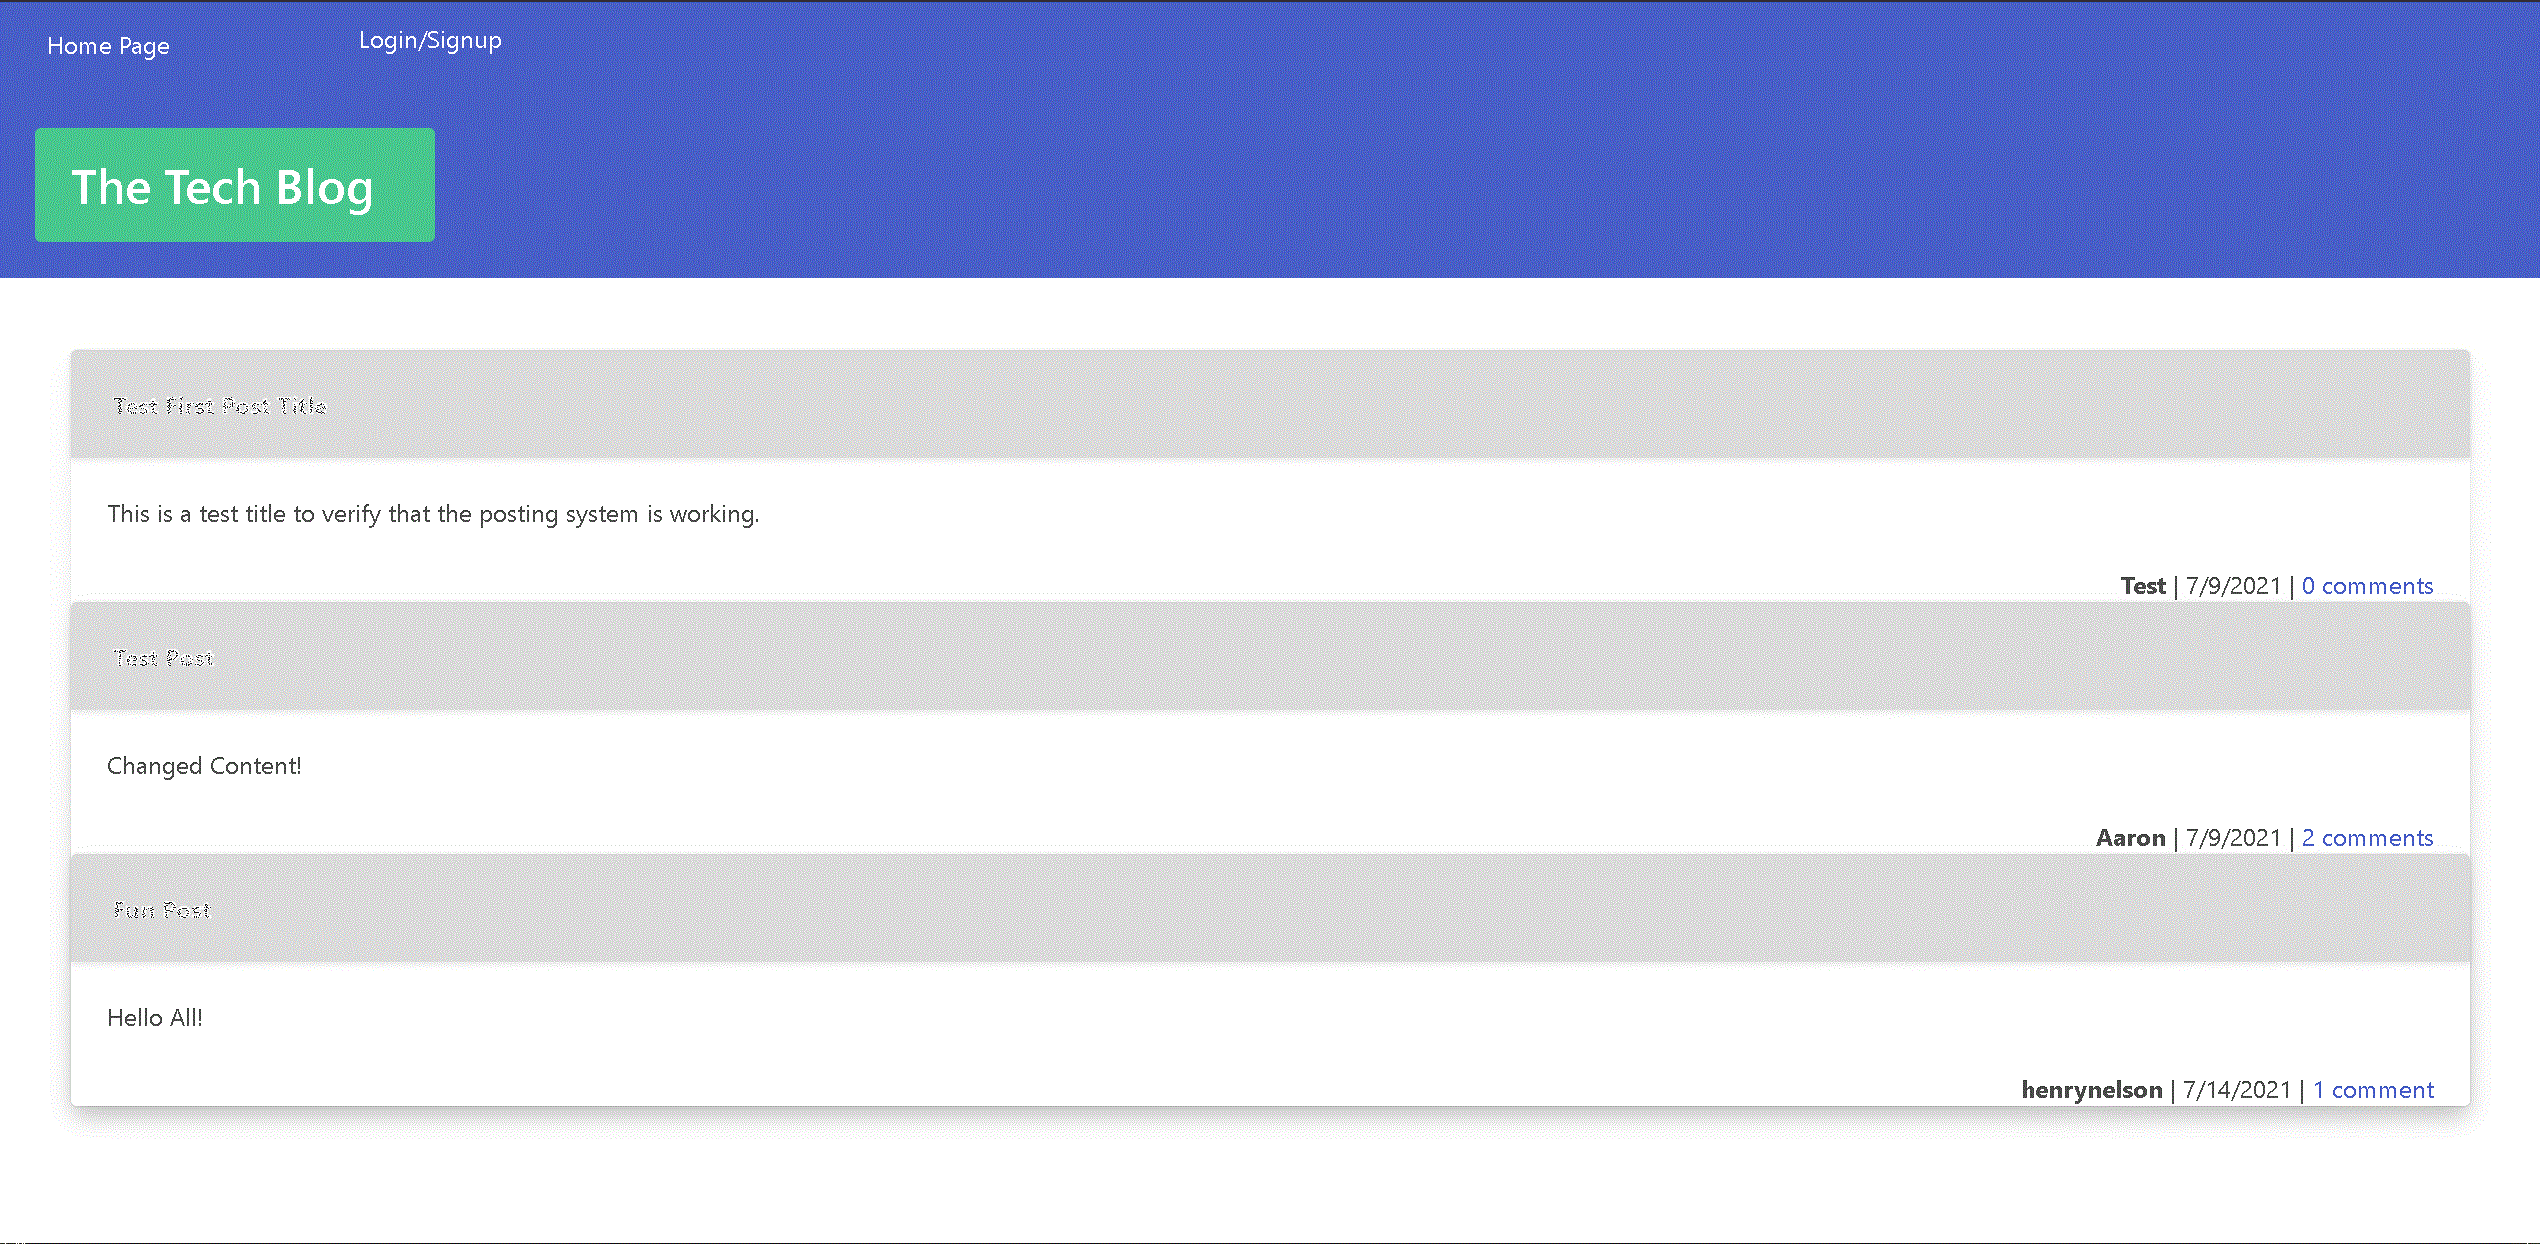 Home Page
Login/Signup
The Tech Blog
Test First Post Title
This is a test title to verify that the posting system is working.
Test | 7/9/2021 | 0 comments
Test Post
Changed Content!
Aaron | 7/9/2021 | 2 comments
Fun Post
Hello All!
henrynelson | 7/14/2021 | 1 comment